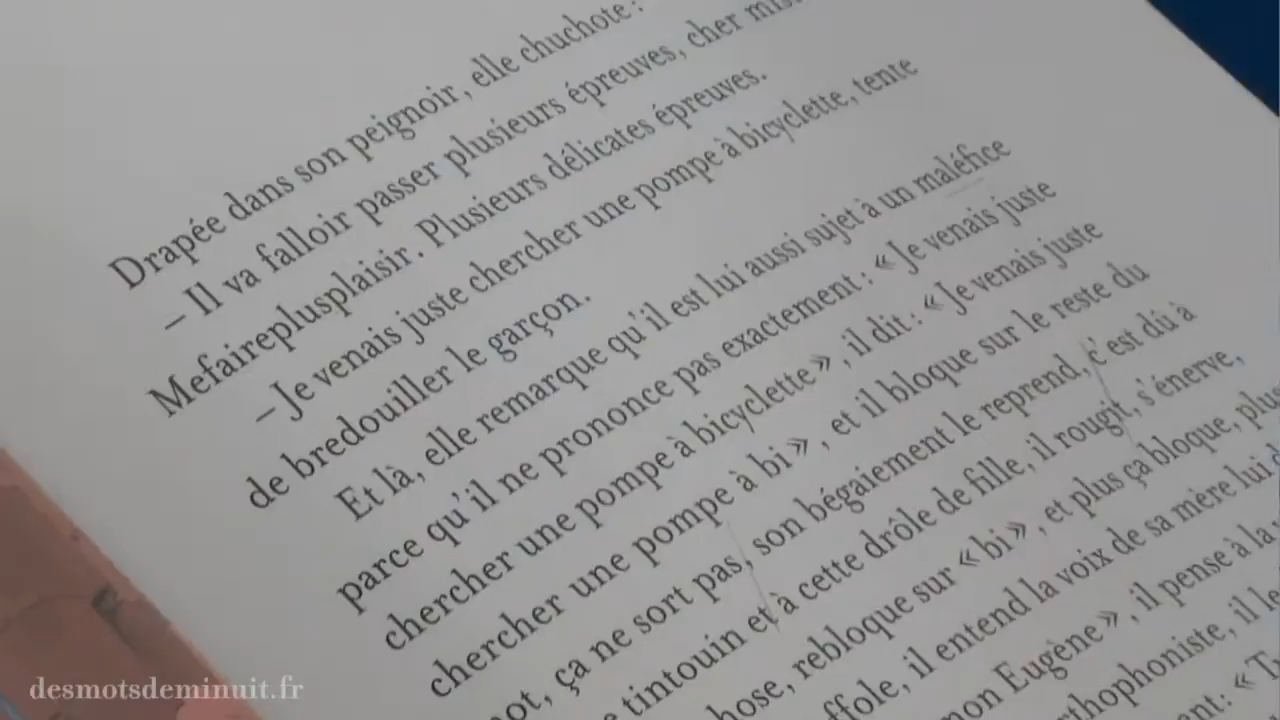 Drapée dans son peignoir, elle chuchote :
– Il va falloir passer plusieurs épreuves, cher
Mefaireplusplaisir. Plusieurs délicates épreuves.
– Je venais juste chercher une pompe à bicyclette, tente
de bredouiller le garçon.
Et là, elle remarque qu'il est lui aussi sujet à un maléfice
parce qu'il ne prononce pas exactement : « Je venais juste
chercher une pompe à bicyclette », il dit : « Je venais juste
chercher une pompe à bi », et il bloque sur le reste du
ça ne sort pas, son bégaiement le reprend, c'est dû à
tintouin et à cette drôle de fille, il rougit, s'énerve,
rebloque sur « bi », et plus ça bloque,
il entend la voix de sa mère lui
Eugène », il pense à la
il
desmotsdeminuit.fr